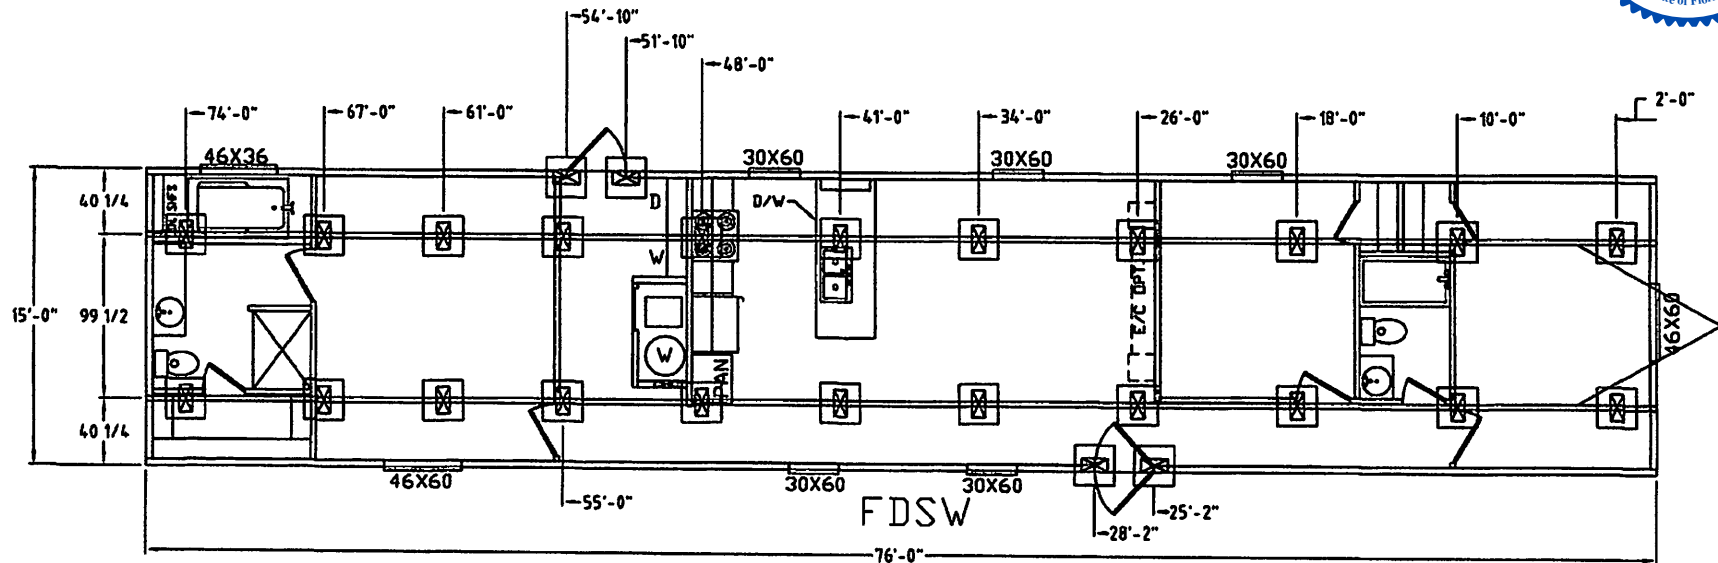 54'-10"
51'-10"
48'-0"
74'-0"
67'-0"
61'-0"
41'-0"
34'-0"
26'-0"
18'-0"
10'-0"
2'-0"
46X36
30X60
30X60
30X60
40 1/4
D
D/W
W
15'-0"
99 1/2
E/C OPT.
46X60
W
PAN
40 1/4
46X60
30X60
30X60
55'-0"
FDSW
25'-2"
28'-2"
76'-0"